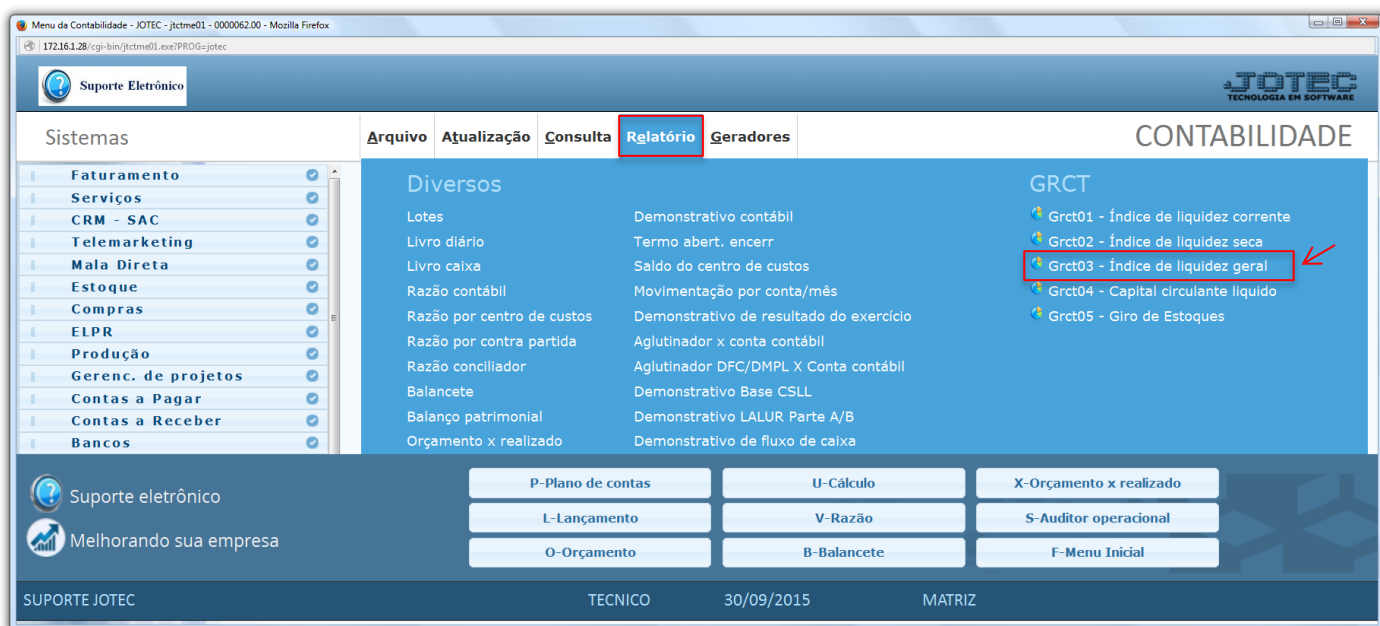 Menu da Contabilidade - JOTEC - jtctme01 - 0000062.00 - Mozilla Firefox
172.16.1.28/cgi-bin/jtctme01.exe?PROG=jotec
Suporte Eletrônico
JOTEC
TECNOLOGIA EM SOFTWARE
Sistemas
Arquivo Atualização Consulta Relatório Geradores
CONTABILIDADE
Faturamento
Serviços
CRM - SAC
Telemarketing
Mala Direta
Estoque
Compras
ELPR
Produção
Gerenc. de projetos
Contas a Pagar
Contas a Receber
Bancos
Diversos
Lotes
Livro diário
Livro caixa
Razão contábil
Razão por centro de custos
Razão por contra partida
Razão conciliador
Balancete
Balanço patrimonial
Orçamento x realizado
Demonstrativo contábil
Termo abert. encerr
Saldo do centro de custos
Movimentação por conta/mês
Demonstrativo de resultado do exercício
Aglutinador x conta contábil
Aglutinador DFC/DMPL X Conta contábil
Demonstrativo Base CSLL
Demonstrativo LALUR Parte A/B
Demonstrativo de fluxo de caixa
GRCT
Grct01 - Índice de liquidez corrente
Grct02 - Índice de liquidez seca
Grct03 - Índice de liquidez geral
Grct04 - Capital circulante liquido
Grct05 - Giro de Estoques
Suporte eletrônico
Melhorando sua empresa
P-Plano de contas
U-Cálculo
X-Orçamento x realizado
L-Lançamento
V-Razão
S-Auditor operacional
O-Orçamento
B-Balancete
F-Menu Inicial
SUPORTE JOTEC TECNICO 30/09/2015 MATRIZ